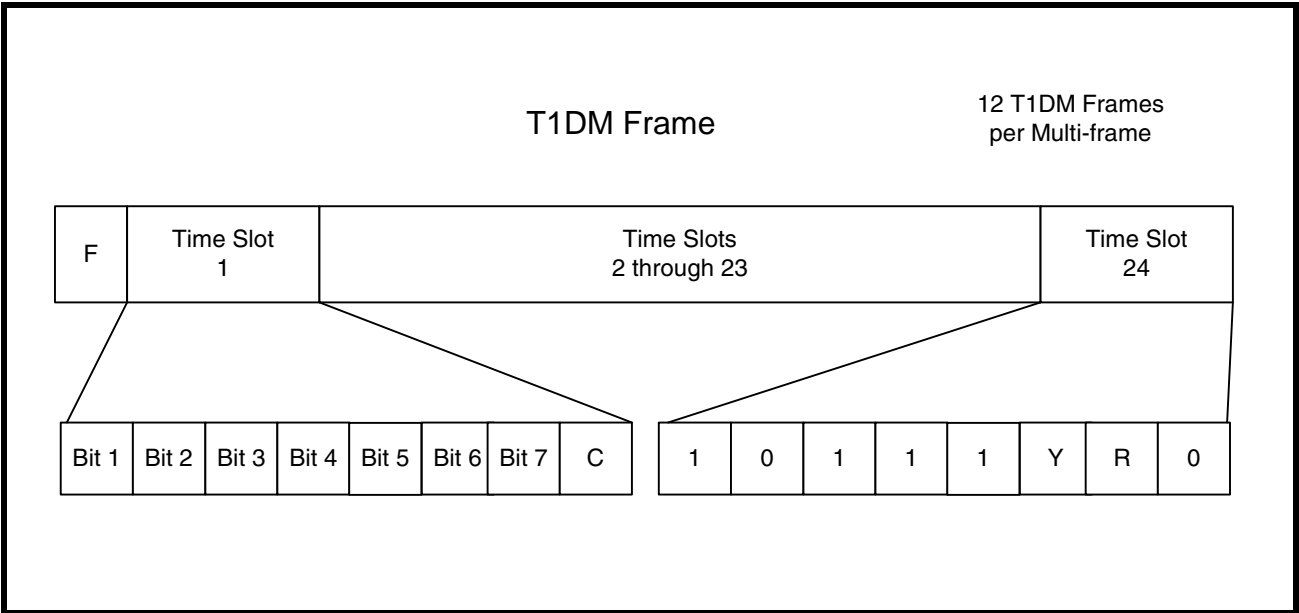 T1DM Frame
12 T1DM Frames
per Multi-frame
F
Time Slot
1
Time Slots
2 through 23
Time Slot
24
Bit 1 Bit 2 Bit 3 Bit 4 Bit 5 Bit 6 Bit 7 C
1 0 1 1 1 Y R 0